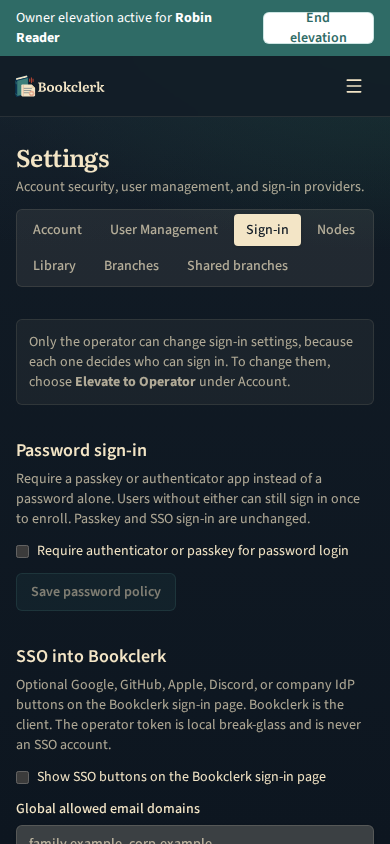 Owner elevation active for Robin Reader
End elevation
Bookclerk
Settings
Account security, user management, and sign-in providers.
Account User Management Sign-in Nodes
Library Branches Shared branches
Only the operator can change sign-in settings, because
each one decides who can sign in. To change them,
choose Elevate to Operator under Account.
Password sign-in
Require a passkey or authenticator app instead of a
password alone. Users without either can still sign in once
to enroll. Passkey and SSO sign-in are unchanged.
Require authenticator or passkey for password login
Save password policy
SSO into Bookclerk
Optional Google, GitHub, Apple, Discord, or company IdP
buttons on the Bookclerk sign-in page. Bookclerk is the
client. The operator token is local break-glass and is never
an SSO account.
Show SSO buttons on the Bookclerk sign-in page
Global allowed email domains
family.example, corp.example